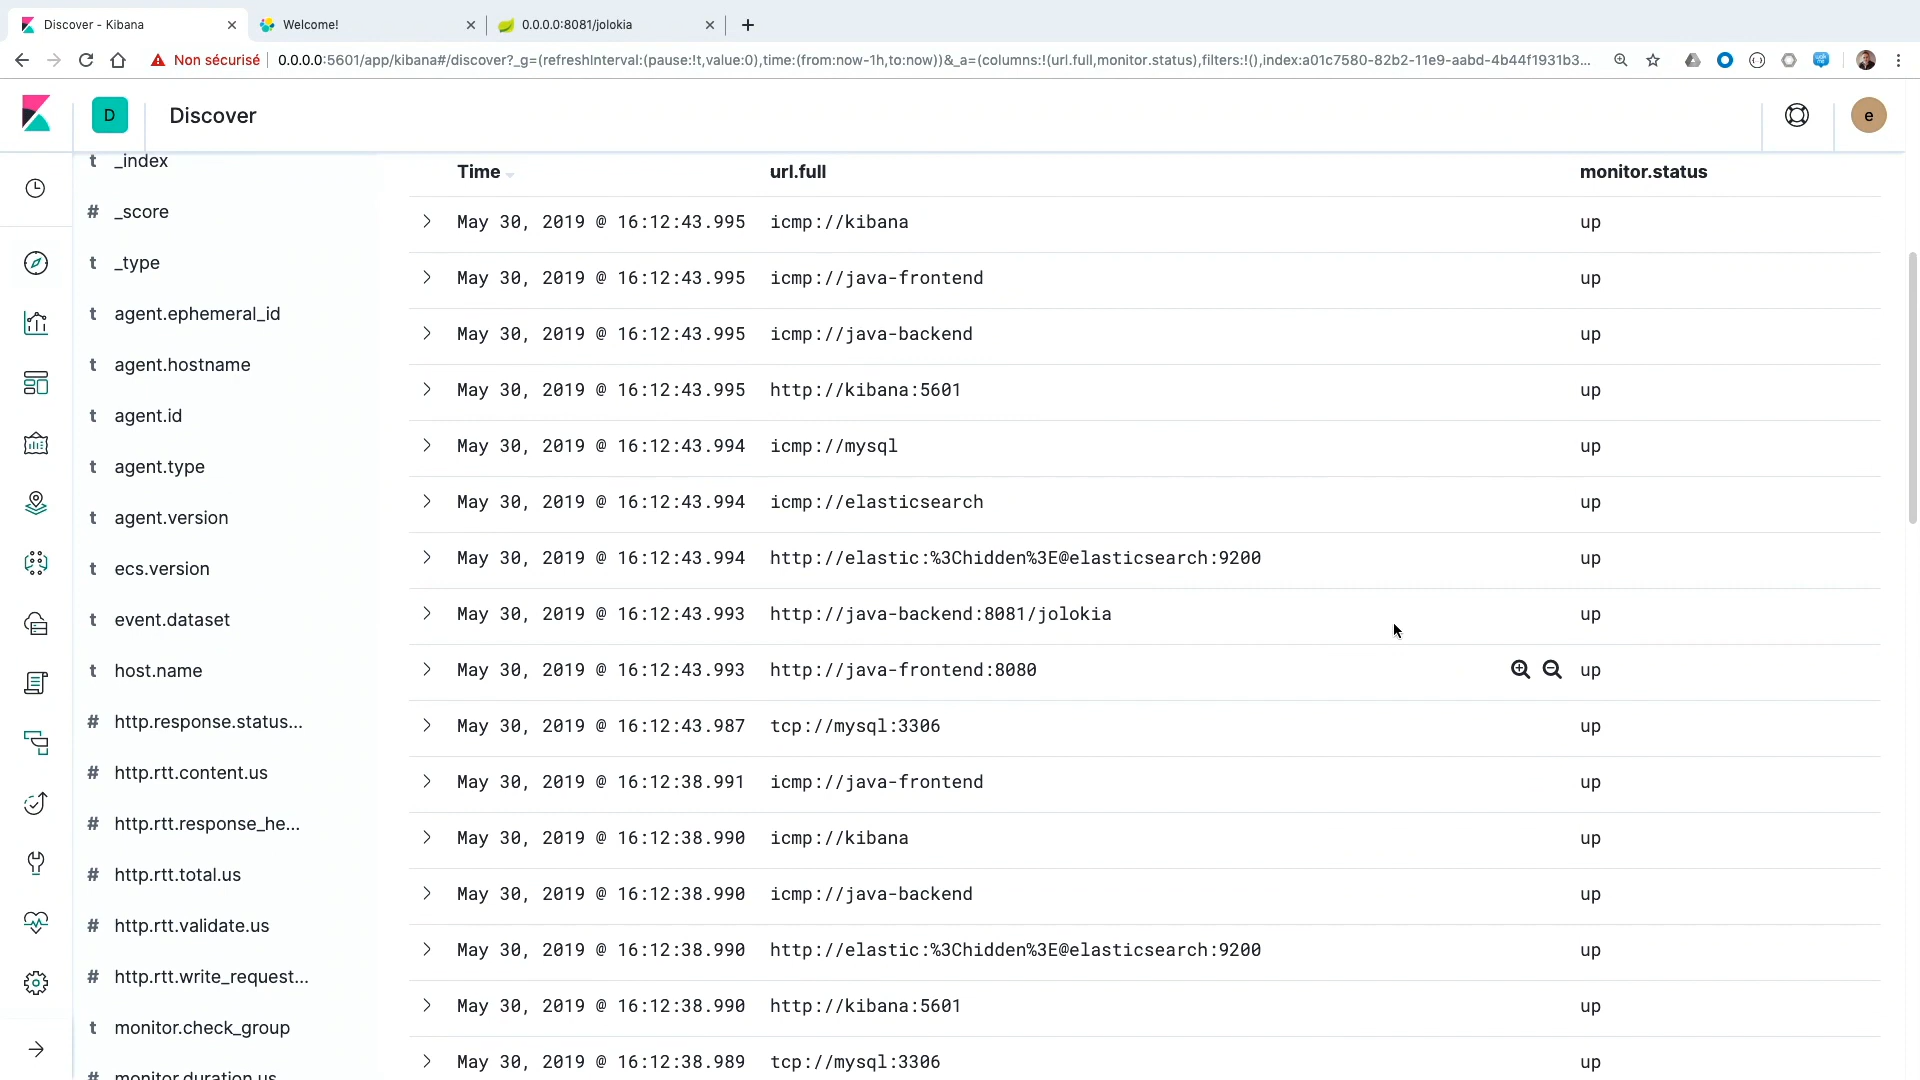 Discover - Kibana
Welcome!
0.0.0.0:8081/jolokia
Non sécurisé
0.0.0.0:5601/app/kibana#/discover?_g=(refreshInterval:(pause:!t,value:0),time:(from:now-1h,to:now))&_a=(columns:!(url.full,monitor.status),filters:!(),index:a01c7580-82b2-11e9-aabd-4b44f1931b3...
D
Discover
e
t _index
# _score
t _type
t agent.ephemeral_id
t agent.hostname
t agent.id
t agent.type
t agent.version
t ecs.version
t event.dataset
t host.name
# http.response.status...
# http.rtt.content.us
# http.rtt.response_he...
# http.rtt.total.us
# http.rtt.validate.us
# http.rtt.write_request...
t monitor.check_group
# monitor.duration.us
Time url.full monitor.status
May 30, 2019 @ 16:12:43.995 icmp://kibana up
May 30, 2019 @ 16:12:43.995 icmp://java-frontend up
May 30, 2019 @ 16:12:43.995 icmp://java-backend up
May 30, 2019 @ 16:12:43.995 http://kibana:5601 up
May 30, 2019 @ 16:12:43.994 icmp://mysql up
May 30, 2019 @ 16:12:43.994 icmp://elasticsearch up
May 30, 2019 @ 16:12:43.994 http://elastic:%3Chidden%3E@elasticsearch:9200 up
May 30, 2019 @ 16:12:43.993 http://java-backend:8081/jolokia up
May 30, 2019 @ 16:12:43.993 http://java-frontend:8080 up
May 30, 2019 @ 16:12:43.987 tcp://mysql:3306 up
May 30, 2019 @ 16:12:38.991 icmp://java-frontend up
May 30, 2019 @ 16:12:38.990 icmp://kibana up
May 30, 2019 @ 16:12:38.990 icmp://java-backend up
May 30, 2019 @ 16:12:38.990 http://elastic:%3Chidden%3E@elasticsearch:9200 up
May 30, 2019 @ 16:12:38.990 http://kibana:5601 up
May 30, 2019 @ 16:12:38.989 tcp://mysql:3306 up